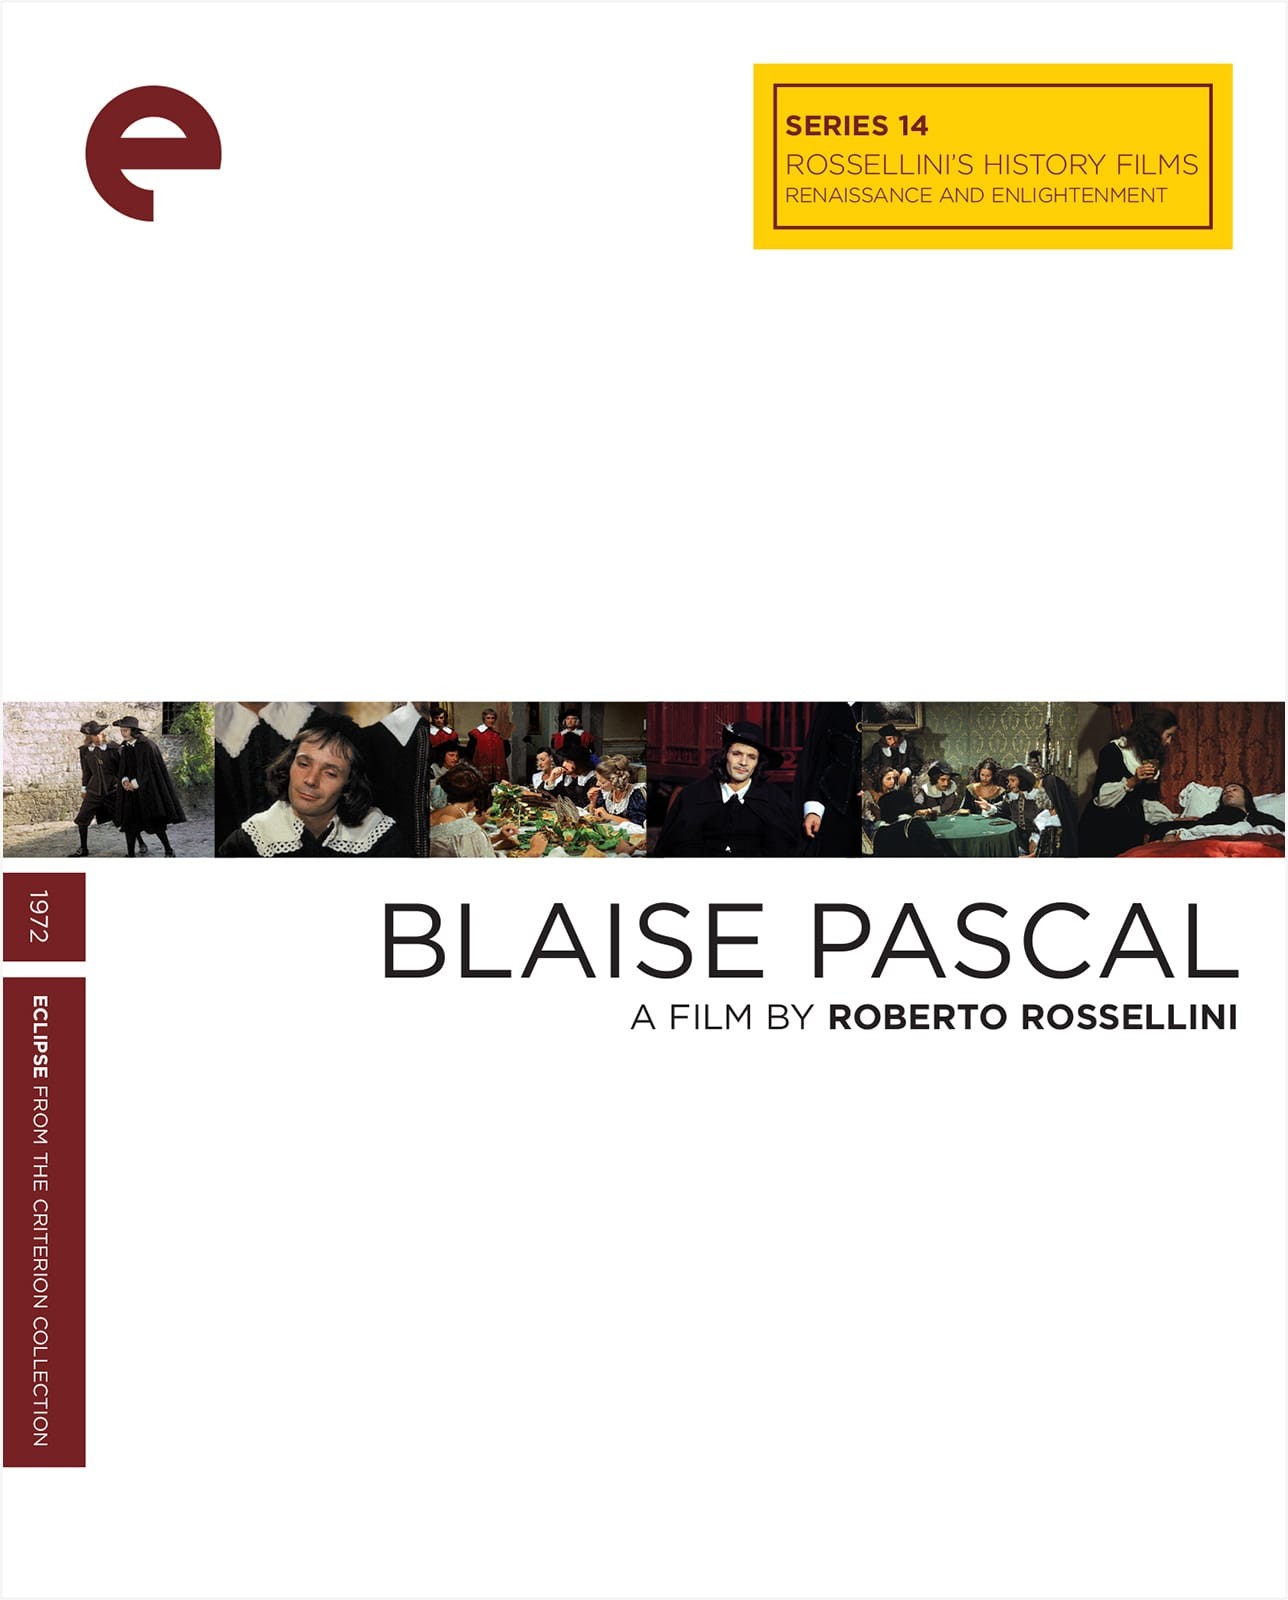 e
SERIES 14
ROSSELLINI'S HISTORY FILMS
RENAISSANCE AND ENLIGHTENMENT
1972
BLAISE PASCAL
A FILM BY ROBERTO ROSSELLINI
ECLIPSE FROM THE CRITERION COLLECTION